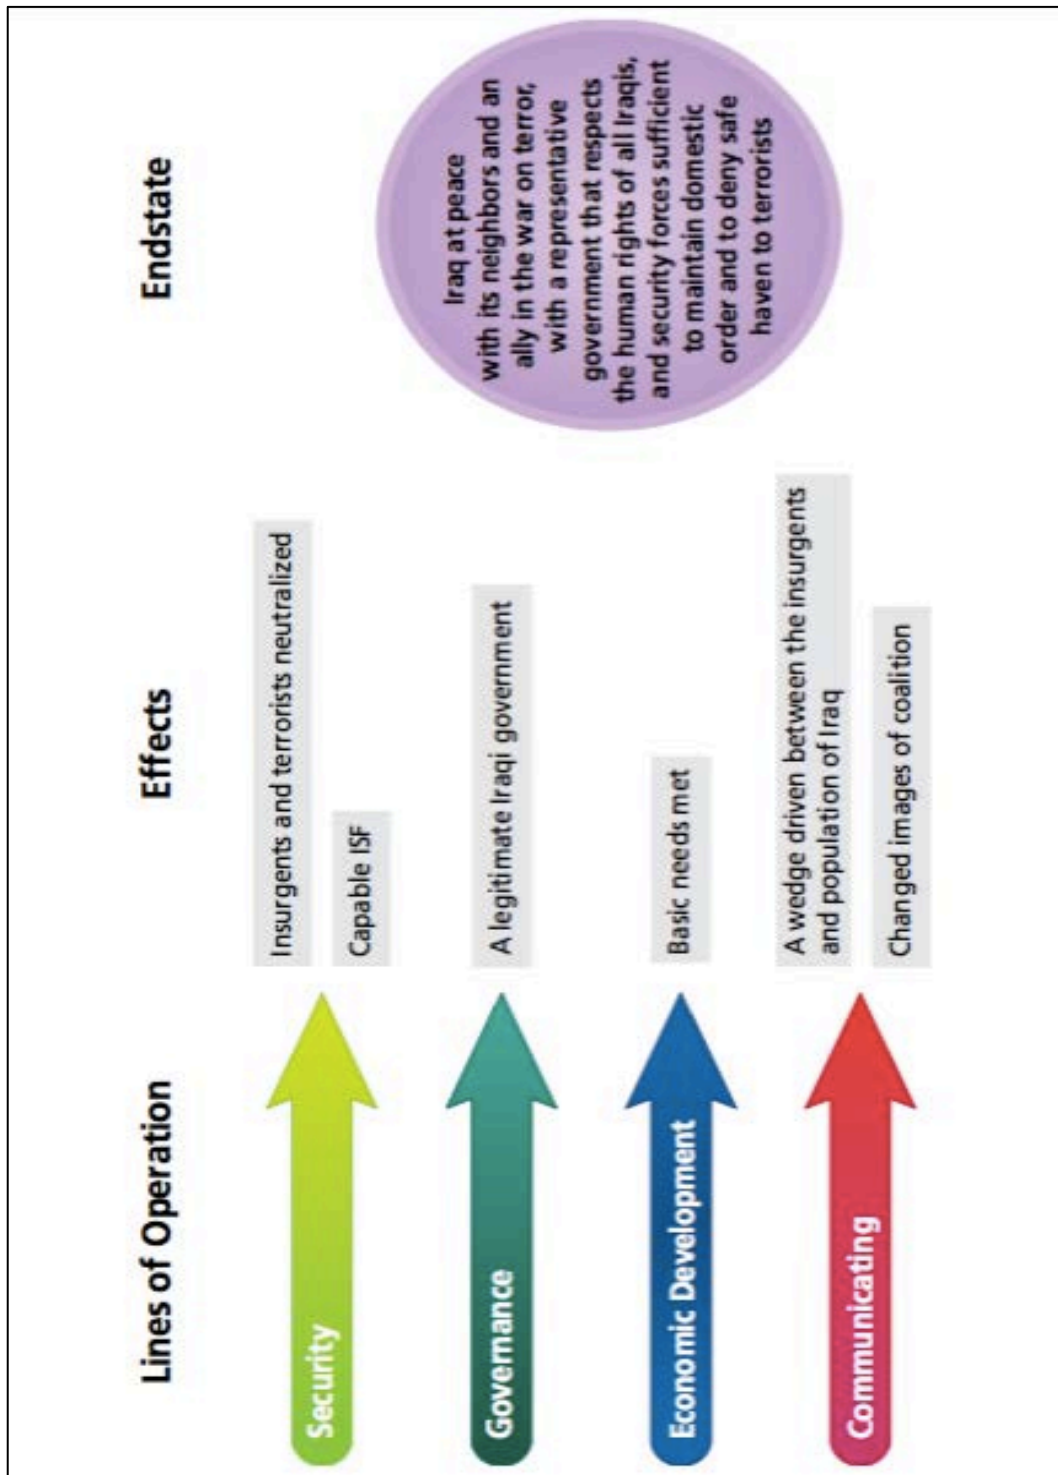 Lines of Operation
Effects
Endstate
Security
Insurgents and terrorists neutralized
Capable ISF
Governance
A legitimate Iraqi government
Economic Development
Basic needs met
Communicating
A wedge driven between the insurgents
and population of Iraq
Changed images of coalition
Iraq at peace
with its neighbors and an
ally in the war on terror,
with a representative
government that respects
the human rights of all Iraqis,
and security forces sufficient
to maintain domestic
order and to deny safe
haven to terrorists